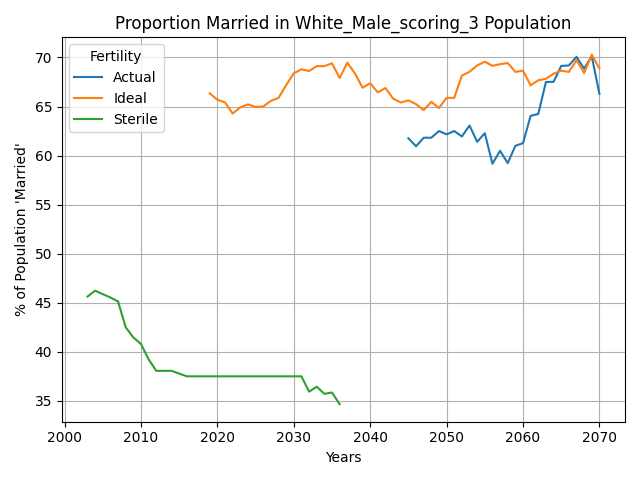 Proportion Married in White_Male_scoring_3 Population
% of Population 'Married'
70
65
60
55
50
45
40
35
Fertility
Actual
Ideal
Sterile
2000 2010 2020 2030 2040 2050 2060 2070
Years